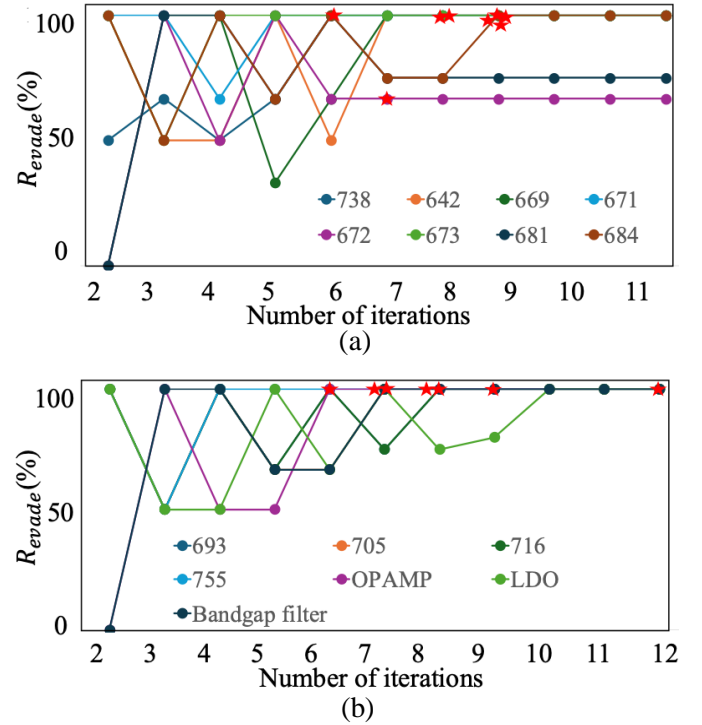 100
50
0
R_evade(%)
738 642 669 671
672 673 681 684
2 3 4 5 6 7 8 9 10 11
Number of iterations
(a)
100
50
0
R_evade(%)
693 705 716
755 OPAMP LDO
Bandgap filter
2 3 4 5 6 7 8 9 10 11 12
Number of iterations
(b)